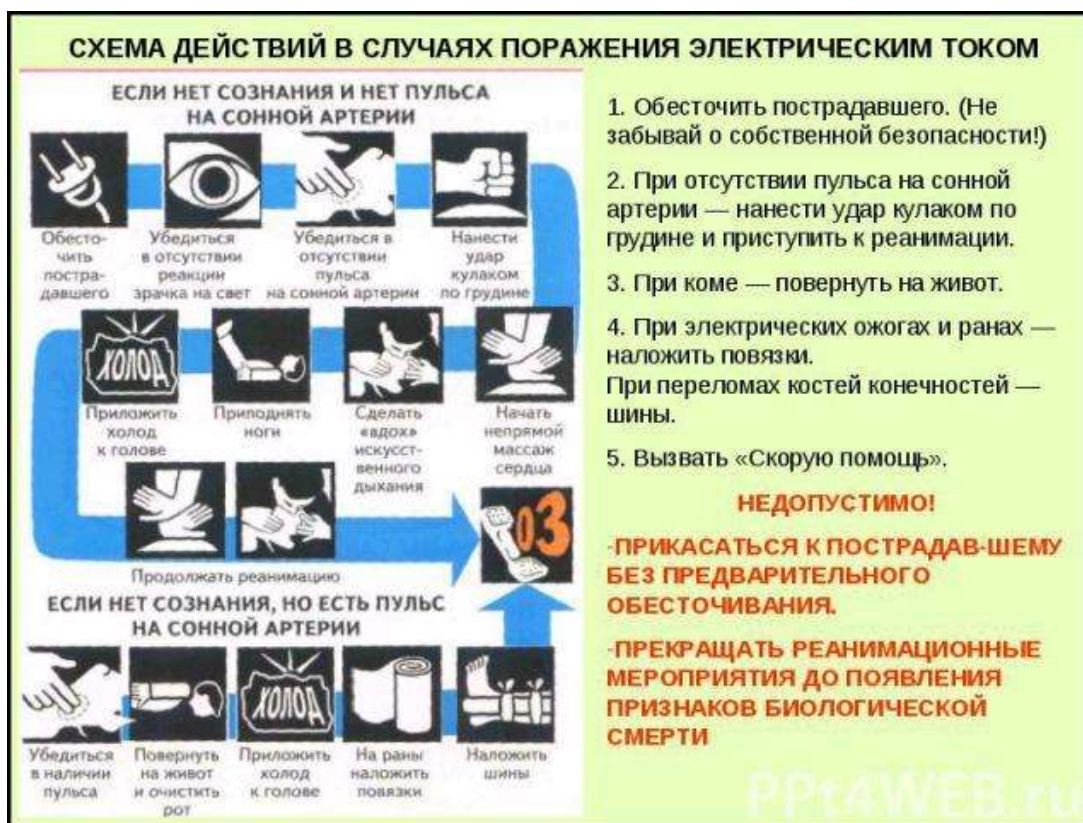 СХЕМА ДЕЙСТВИЙ В СЛУЧАЯХ ПОРАЖЕНИЯ ЭЛЕКТРИЧЕСКИМ ТОКОМ
ЕСЛИ НЕТ СОЗНАНИЯ И НЕТ ПУЛЬСА
НА СОННОЙ АРТЕРИИ
Обесто-
чить
постра-
давшего
Убедиться
в отсутствии
реакции
зрачка на свет
Убедиться в
отсутствии
пульса
на сонной артерии
Нанести
удар
кулаком
по грудине
ХОЛОД
Приложить
холод
к голове
Приподнять
ноги
Сделать
«вдох»
искусст-
венного
дыхания
Начать
непрямой
массаж
сердца
03
Продолжать реанимацию
ЕСЛИ НЕТ СОЗНАНИЯ, НО ЕСТЬ ПУЛЬС
НА СОННОЙ АРТЕРИИ
ХОЛОД
Убедиться
в наличии
пульса
Повернуть
на живот
и очистить
рот
Приложить
холод
к голове
На раны
наложить
повязки
Наложить
шины
1. Обесточить пострадавшего. (Не
забывай о собственной безопасности!)
2. При отсутствии пульса на сонной
артерии — нанести удар кулаком по
грудине и приступить к реанимации.
3. При коме — повернуть на живот.
4. При электрических ожогах и ранах —
наложить повязки.
При переломах костей конечностей —
шины.
5. Вызвать «Скорую помощь».
НЕДОПУСТИМО!
-ПРИКАСАТЬСЯ К ПОСТРАДАВ-ШЕМУ
БЕЗ ПРЕДВАРИТЕЛЬНОГО
ОБЕСТОЧИВАНИЯ.
-ПРЕКРАЩАТЬ РЕАНИМАЦИОННЫЕ
МЕРОПРИЯТИЯ ДО ПОЯВЛЕНИЯ
ПРИЗНАКОВ БИОЛОГИЧЕСКОЙ
СМЕРТИ
PPt4WEB.ru